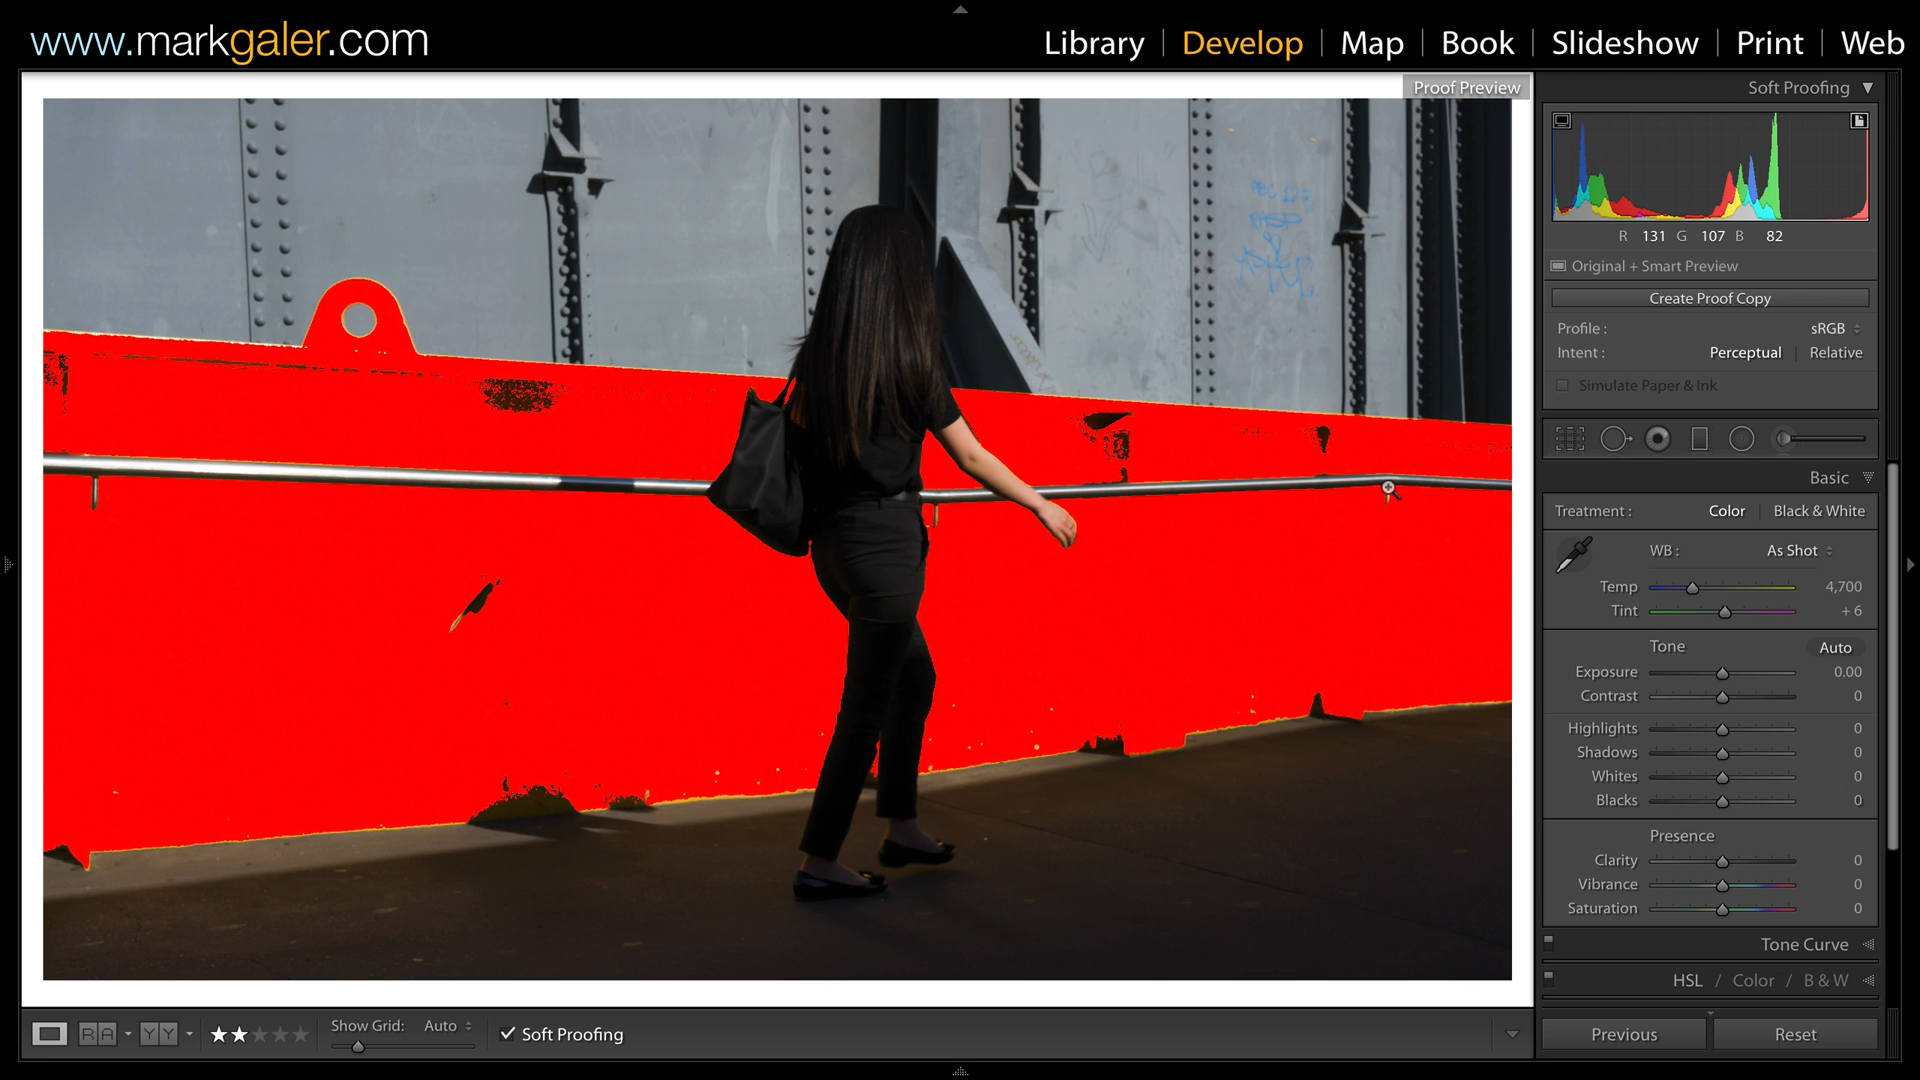 www.markgaler.com
Library | Develop | Map | Book | Slideshow | Print | Web
Proof Preview
Soft Proofing
R 131 G 107 B 82
Original + Smart Preview
Create Proof Copy
Profile : sRGB
Intent : Perceptual | Relative
Simulate Paper & Ink
Basic
Treatment : Color | Black & White
WB : As Shot
Temp 4,700
Tint + 6
Tone Auto
Exposure 0.00
Contrast 0
Highlights 0
Shadows 0
Whites 0
Blacks 0
Presence
Clarity 0
Vibrance 0
Saturation 0
Tone Curve
HSL / Color / B & W
R A Y Y Show Grid: Auto Soft Proofing
Previous Reset